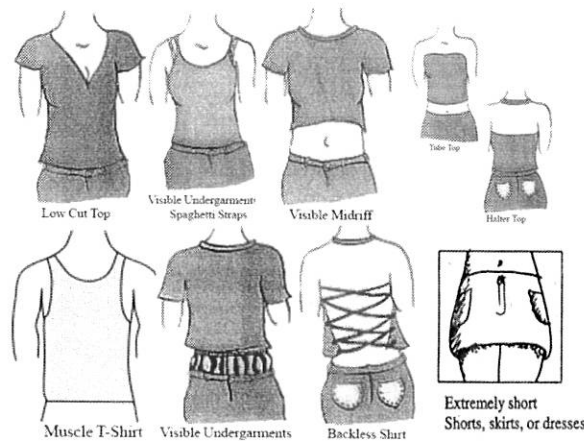 Low Cut Top
Visible Undergarment/
Spaghetti Straps
Visible Midriff
Tube Top
Halter Top
Muscle T-Shirt
Visible Undergarments
Backless Shirt
Extremely short
Shorts, skirts, or dresses